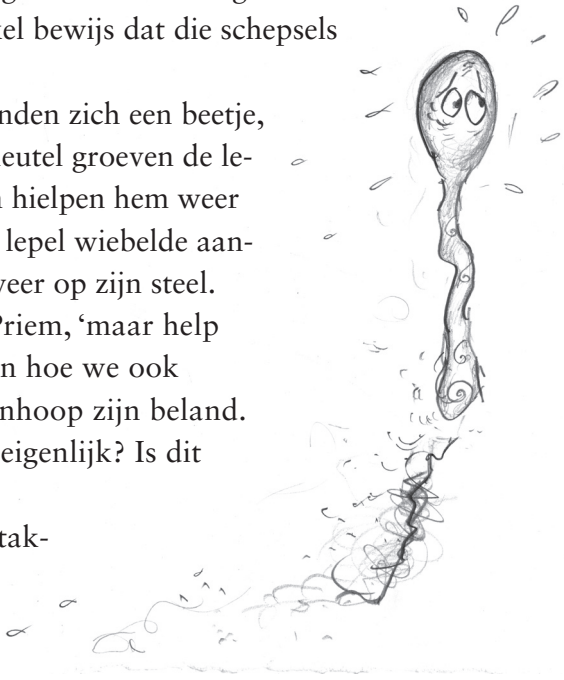 kel bewijs dat die schepsels
nden zich een beetje,
eutel groeven de le-
hielpen hem weer
lepel wiebelde aan-
weer op zijn steel.
Priem, ‘maar help
n hoe we ook
nhoop zijn beland.
eigenlijk? Is dit
tak-